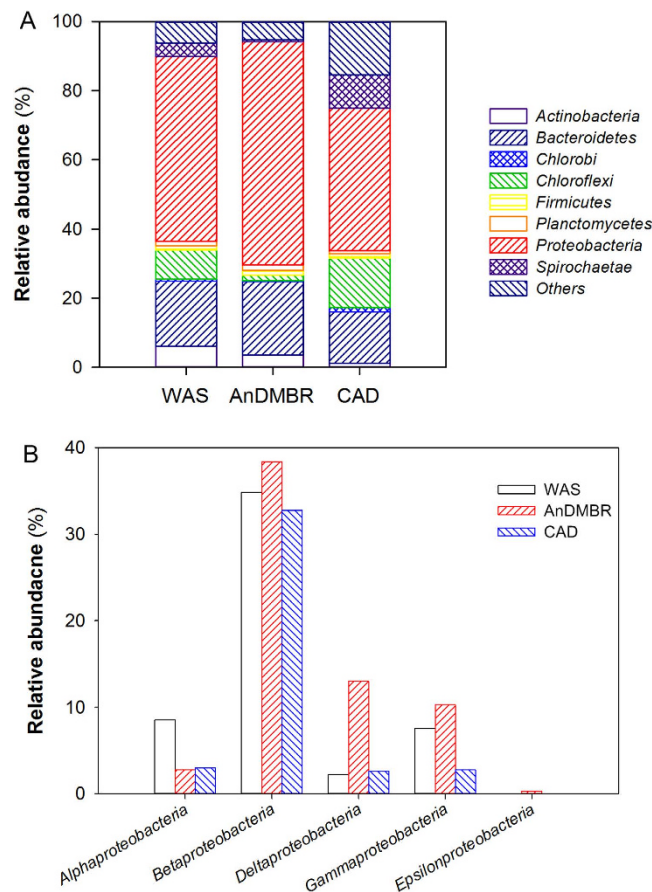 A
Relative abudance (%)
100
80
60
40
20
0
WAS AnDMBR CAD
Actinobacteria
Bacteroidetes
Chlorobi
Chloroflexi
Firmicutes
Planctomycetes
Proteobacteria
Spirochaetae
Others
B
Relative abundacne (%)
40
30
20
10
0
WAS
AnDMBR
CAD
Alphaproteobacteria
Betaproteobacteria
Deltaproteobacteria
Gammaproteobacteria
Epsilonproteobacteria